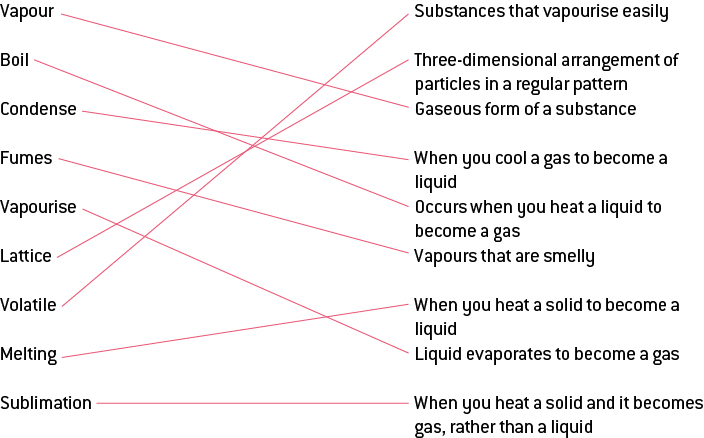 Vapour
Substances that vapourise easily
Boil
Three-dimensional arrangement of
particles in a regular pattern
Condense
Gaseous form of a substance
Fumes
When you cool a gas to become a
liquid
Vapourise
Occurs when you heat a liquid to
become a gas
Lattice
Vapours that are smelly
Volatile
When you heat a solid to become a
liquid
Melting
Liquid evaporates to become a gas
Sublimation
When you heat a solid and it becomes
gas, rather than a liquid